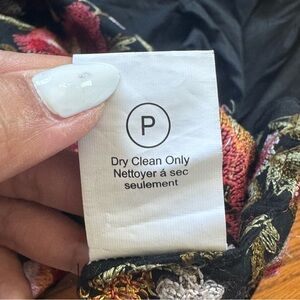 P
Dry Clean Only
Nettoyer á sec
seulement